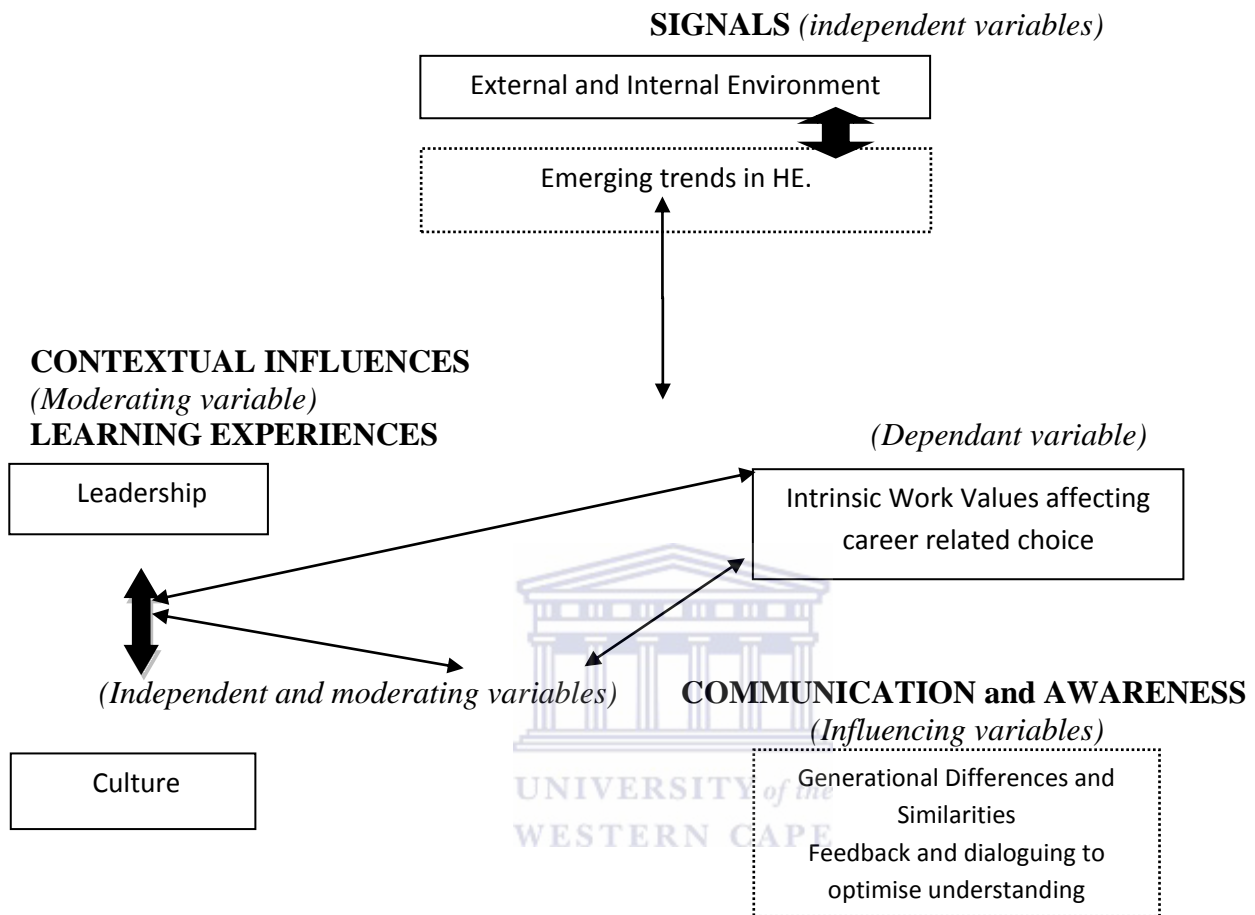 SIGNALS (independent variables)
External and Internal Environment
Emerging trends in HE.
CONTEXTUAL INFLUENCES
(Moderating variable)
LEARNING EXPERIENCES
(Dependant variable)
Leadership
Intrinsic Work Values affecting
career related choice
(Independent and moderating variables)
COMMUNICATION and AWARENESS
(Influencing variables)
Culture
Generational Differences and
Similarities
Feedback and dialoguing to
optimise understanding
UNIVERSITY of the
WESTERN CAPE